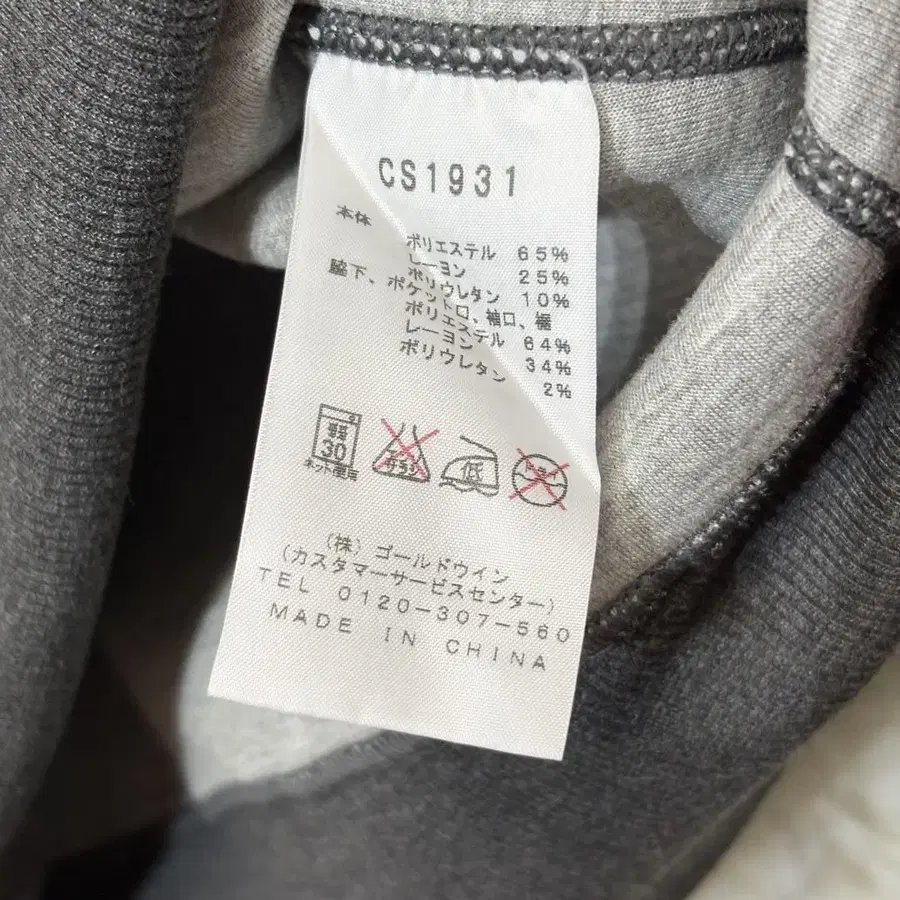 CS1931
本体
ポリエステル 65%
レーヨン 25%
ポリウレタン 10%
脇下、ポケット口、袖口、裾
ポリエステル 64%
レーヨン 34%
ポリウレタン 2%
30
ネット使用
低
(株) ゴールドウイン
(カスタマーサービスセンター)
TEL 0120-307-560
MADE IN CHINA